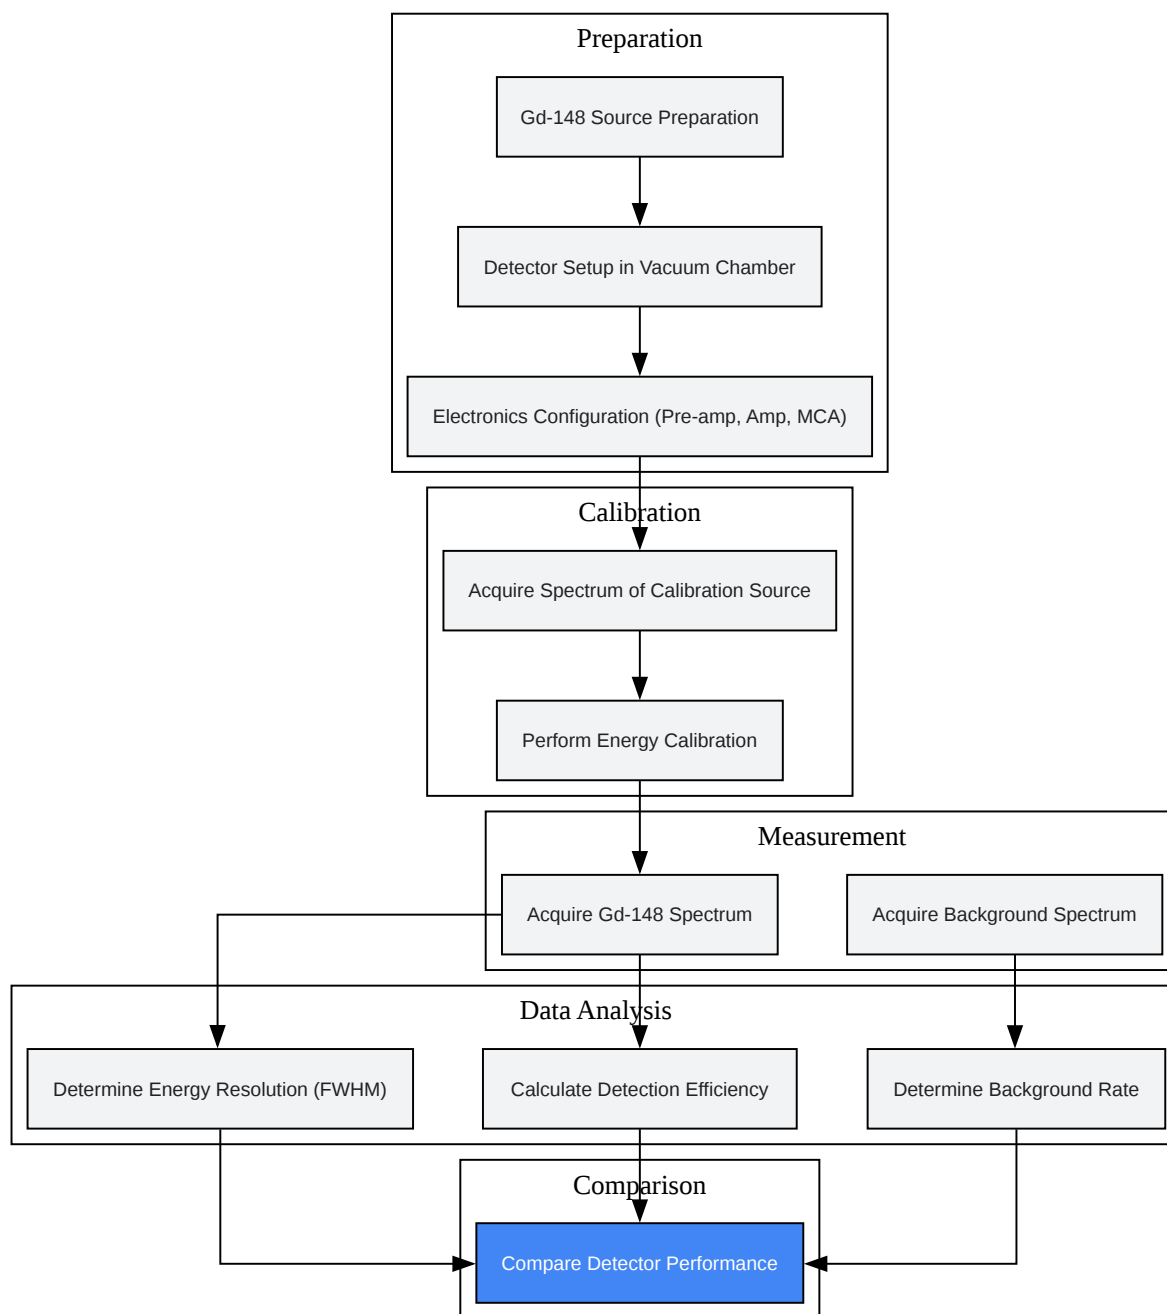 Preparation
Gd-148 Source Preparation
Detector Setup in Vacuum Chamber
Electronics Configuration (Pre-amp, Amp, MCA)
Calibration
Acquire Spectrum of Calibration Source
Perform Energy Calibration
Measurement
Acquire Gd-148 Spectrum
Acquire Background Spectrum
Data Analysis
Determine Energy Resolution (FWHM)
Calculate Detection Efficiency
Determine Background Rate
Comparison
Compare Detector Performance